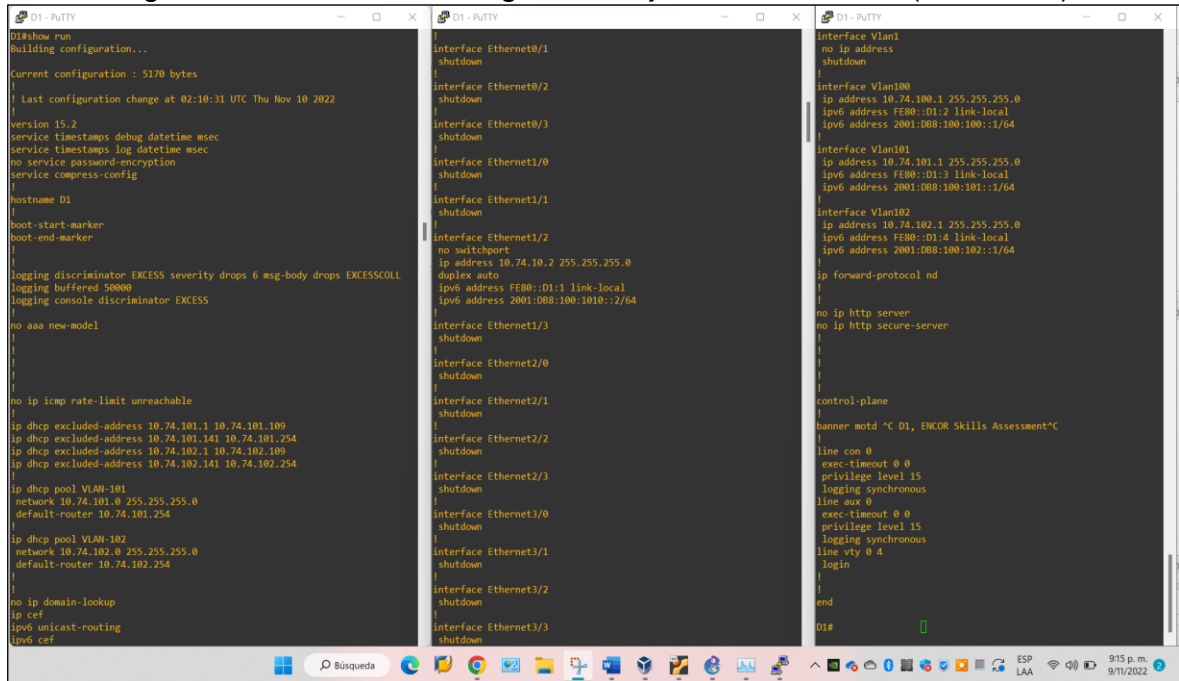 D1 - PuTTY
D1#show run
Building configuration...
Current configuration : 5170 bytes
!
! Last configuration change at 02:10:31 UTC Thu Nov 10 2022
!
version 15.2
service timestamps debug datetime msec
service timestamps log datetime msec
no service password-encryption
service compress-config
!
hostname D1
!
boot-start-marker
boot-end-marker
!
!
logging discriminator EXCESS severity drops 6 msg-body drops EXCESSCOLL
logging buffered 50000
logging console discriminator EXCESS
!
no aaa new-model
!
!
!
!
!
no ip icmp rate-limit unreachable
!
ip dhcp excluded-address 10.74.101.1 10.74.101.109
ip dhcp excluded-address 10.74.101.141 10.74.101.254
ip dhcp excluded-address 10.74.102.1 10.74.102.109
ip dhcp excluded-address 10.74.102.141 10.74.102.254
!
ip dhcp pool VLAN-101
network 10.74.101.0 255.255.255.0
default-router 10.74.101.254
!
ip dhcp pool VLAN-102
network 10.74.102.0 255.255.255.0
default-router 10.74.102.254
!
!
no ip domain-lookup
ip cef
ipv6 unicast-routing
ipv6 cef
D1 - PuTTY
!
interface Ethernet0/1
shutdown
!
interface Ethernet0/2
shutdown
!
interface Ethernet0/3
shutdown
!
interface Ethernet1/0
shutdown
!
interface Ethernet1/1
shutdown
!
interface Ethernet1/2
no switchport
ip address 10.74.10.2 255.255.255.0
duplex auto
ipv6 address FE80::D1:1 link-local
ipv6 address 2001:DB8:100:1010::2/64
!
interface Ethernet1/3
shutdown
!
interface Ethernet2/0
shutdown
!
interface Ethernet2/1
shutdown
!
interface Ethernet2/2
shutdown
!
interface Ethernet2/3
shutdown
!
interface Ethernet3/0
shutdown
!
interface Ethernet3/1
shutdown
!
interface Ethernet3/2
shutdown
!
interface Ethernet3/3
shutdown
D1 - PuTTY
interface Vlan1
no ip address
shutdown
!
interface Vlan100
ip address 10.74.100.1 255.255.255.0
ipv6 address FE80::D1:2 link-local
ipv6 address 2001:DB8:100:100::1/64
!
interface Vlan101
ip address 10.74.101.1 255.255.255.0
ipv6 address FE80::D1:3 link-local
ipv6 address 2001:DB8:100:101::1/64
!
interface Vlan102
ip address 10.74.102.1 255.255.255.0
ipv6 address FE80::D1:4 link-local
ipv6 address 2001:DB8:100:102::1/64
!
ip forward-protocol nd
!
!
no ip http server
no ip http secure-server
!
!
!
!
!
control-plane
!
banner motd ^C D1, ENCOR Skills Assessment^C
!
line con 0
exec-timeout 0 0
privilege level 15
logging synchronous
line aux 0
exec-timeout 0 0
privilege level 15
logging synchronous
line vty 0 4
login
!
!
end
D1#
Búsqueda
ESP
LAA
9:15 p. m.
9/11/2022
2